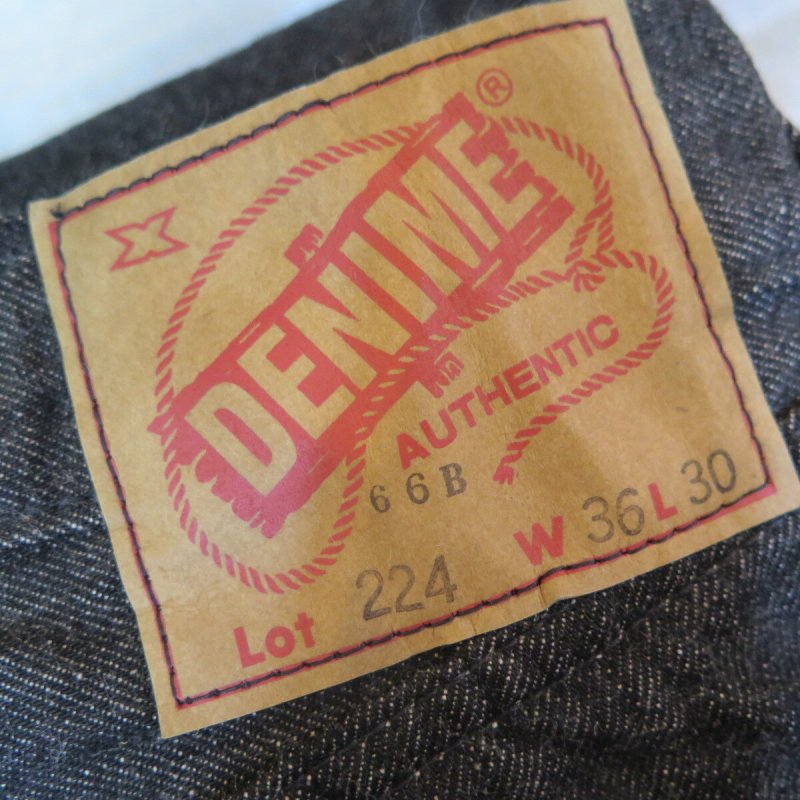 X
DENIME®
AUTHENTIC
66B
Lot 224 W 36 L 30